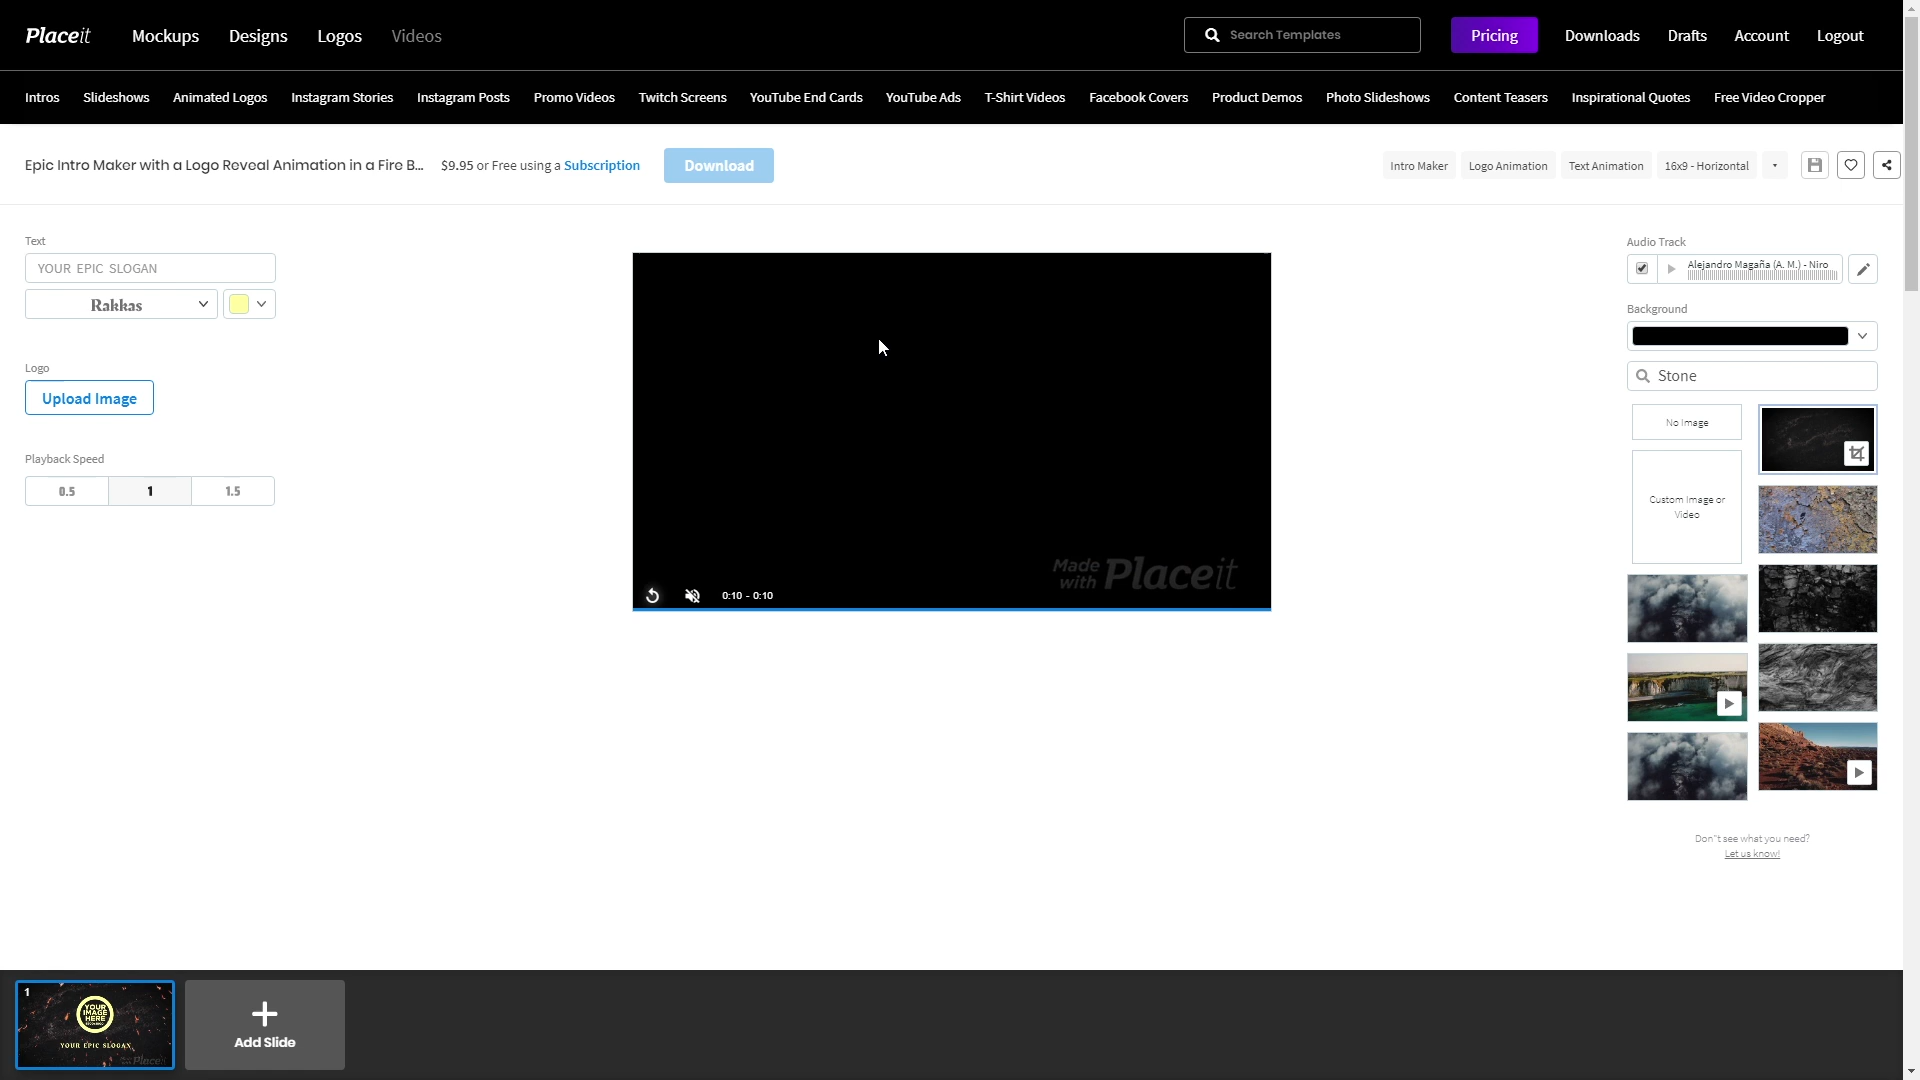 Placeit Mockups Designs Logos Videos Search Templates Pricing Downloads Drafts Account Logout
Intros Slideshows Animated Logos Instagram Stories Instagram Posts Promo Videos Twitch Screens YouTube End Cards YouTube Ads T-Shirt Videos Facebook Covers Product Demos Photo Slideshows Content Teasers Inspirational Quotes Free Video Cropper
Epic Intro Maker with a Logo Reveal Animation in a Fire B... $9.95 or Free using a Subscription Download Intro Maker Logo Animation Text Animation 16x9 - Horizontal
Text
YOUR EPIC SLOGAN
Rakkas
Logo
Upload Image
Playback Speed
0.5 1 1.5
Made with Placeit
0:10 - 0:10
Audio Track
Alejandro Magaña (A. M.) - Niro
Background
Stone
No Image
Custom Image or
Video
Don"t see what you need?
Let us know!
1
YOUR
IMAGE
HERE
YOUR EPIC SLOGAN
Placeit
Add Slide